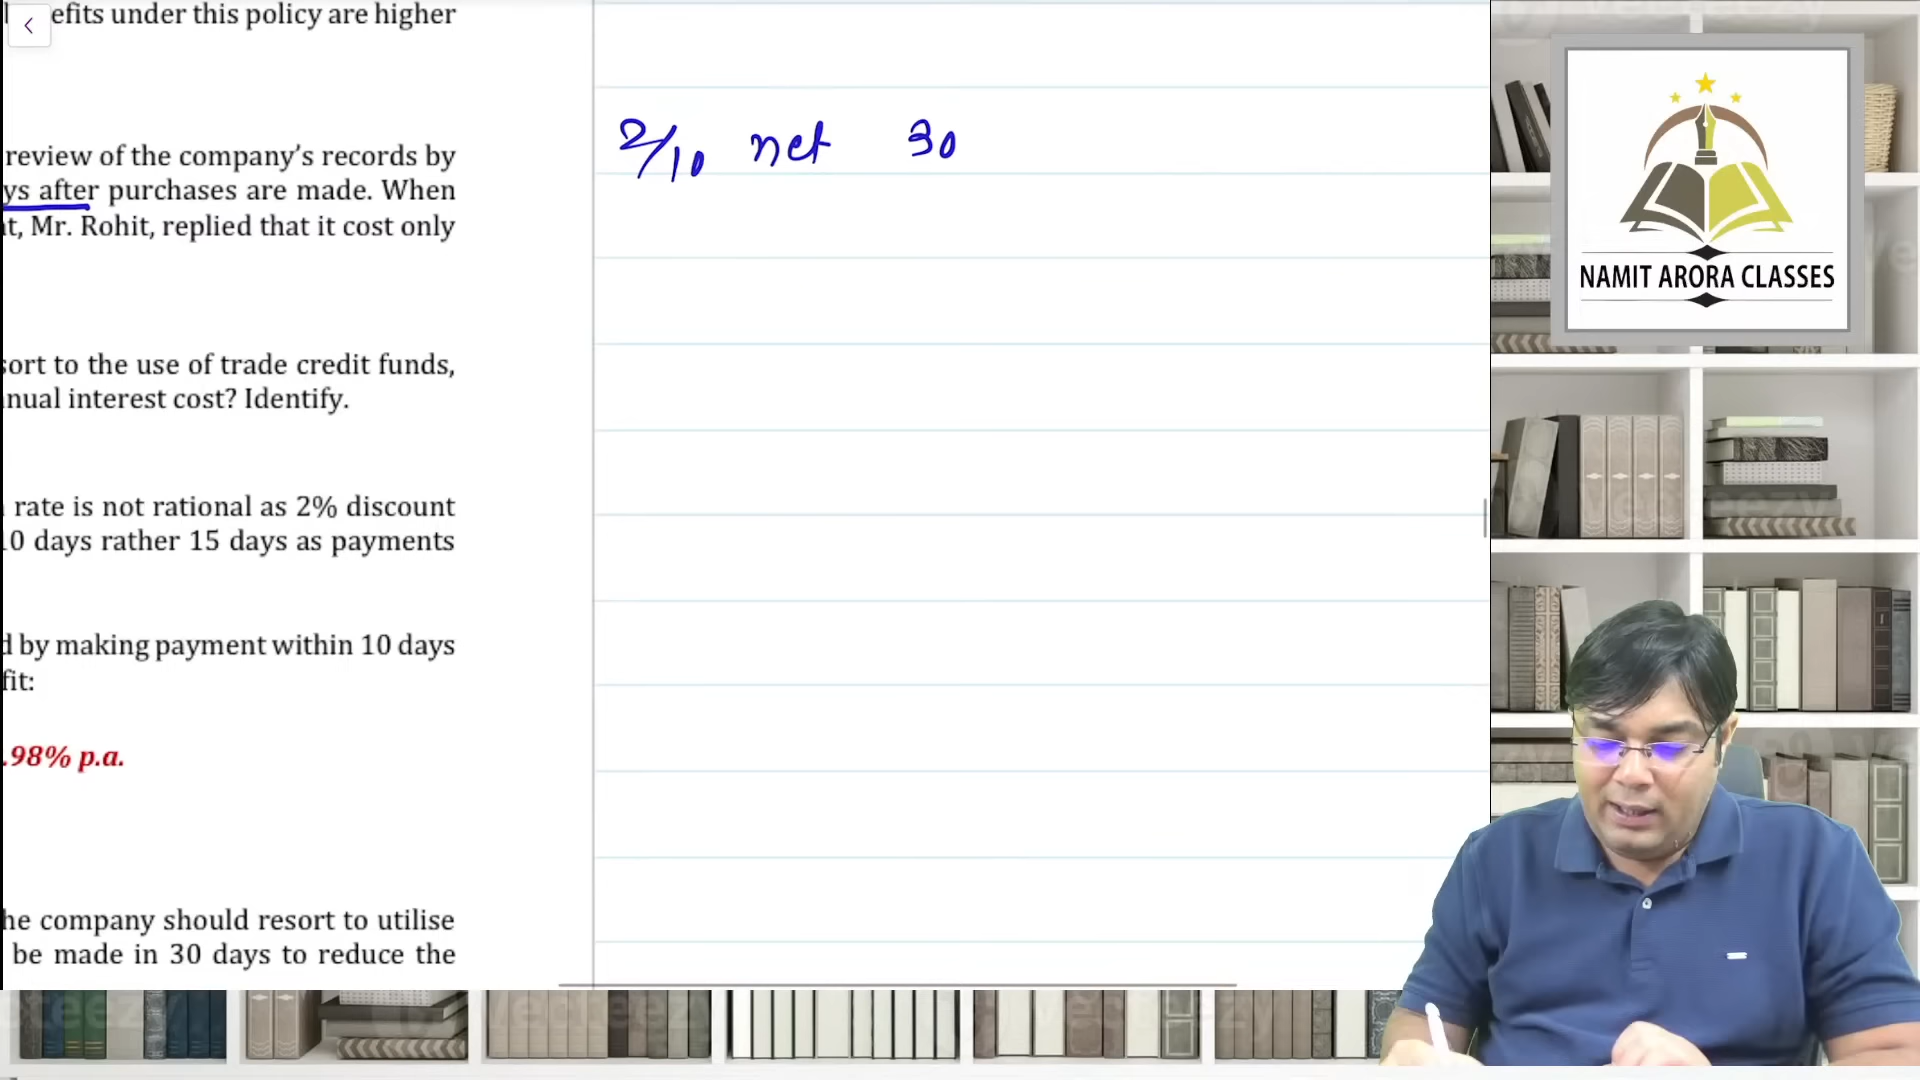 efits under this policy are higher
review of the company's records by
ys after purchases are made. When
t, Mr. Rohit, replied that it cost only
sort to the use of trade credit funds,
nnual interest cost? Identify.
rate is not rational as 2% discount
10 days rather 15 days as payments
d by making payment within 10 days
fit:
.98% p.a.
he company should resort to utilise
be made in 30 days to reduce the
2/10 net 30
NAMIT ARORA CLASSES